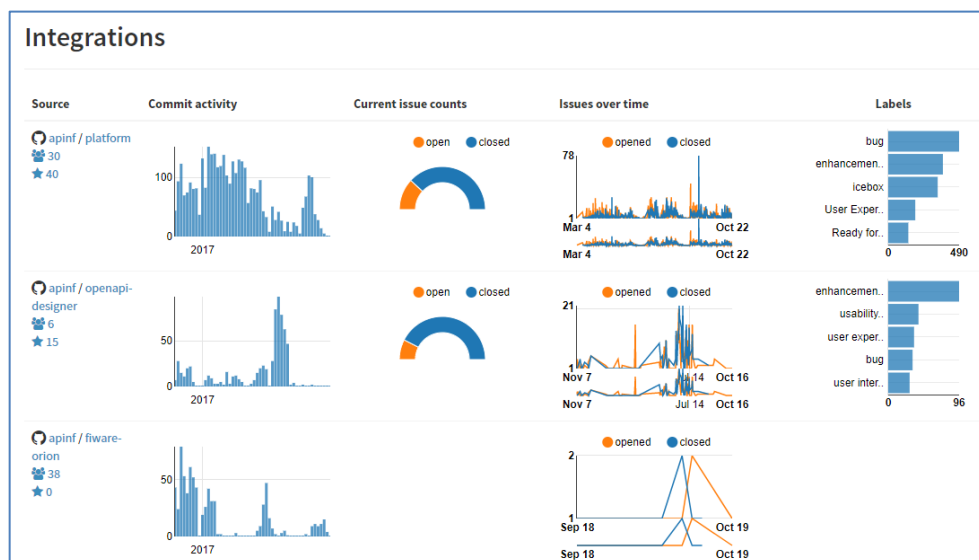 Integrations
Source Commit activity Current issue counts Issues over time Labels
apinf / platform
30
40
100
0
2017
open closed
opened closed
78
1
Mar 4 Oct 22
1
Mar 4 Oct 22
bug
enhancemen..
icebox
User Exper..
Ready for..
0 490
apinf / openapi-
designer
6
15
50
0
2017
open closed
opened closed
21
1
Nov 7 Jul 14 Oct 16
1
Nov 7 Jul 14 Oct 16
enhancemen..
usability..
user exper..
bug
user inter..
0 96
apinf / fiware-
orion
38
0
50
0
2017
opened closed
2
1
Sep 18 Oct 19
Sep 18 Oct 19